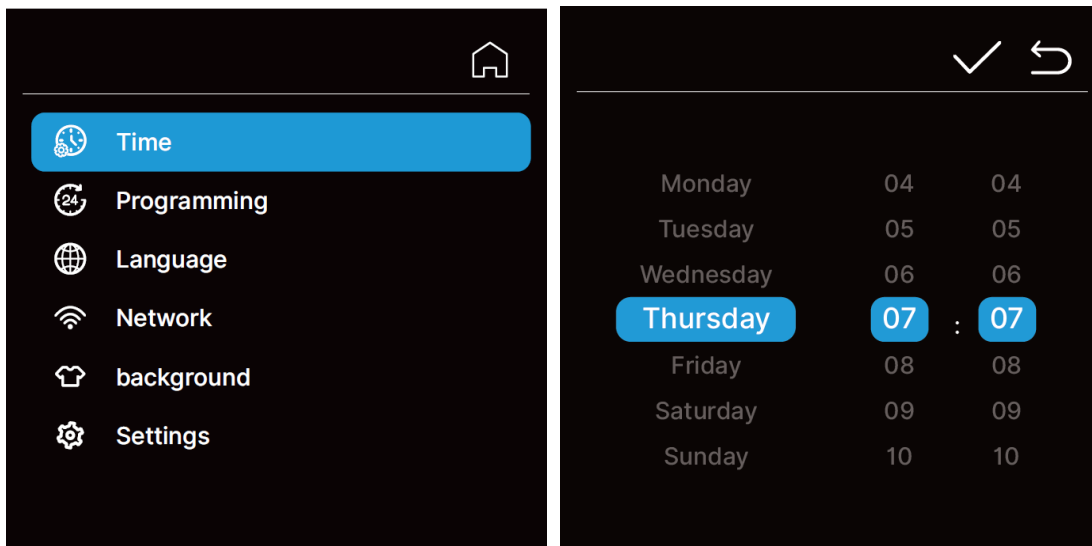 Time
24
Programming
Language
Network
background
Settings
Monday 04 04
Tuesday 05 05
Wednesday 06 06
Thursday 07 : 07
Friday 08 08
Saturday 09 09
Sunday 10 10